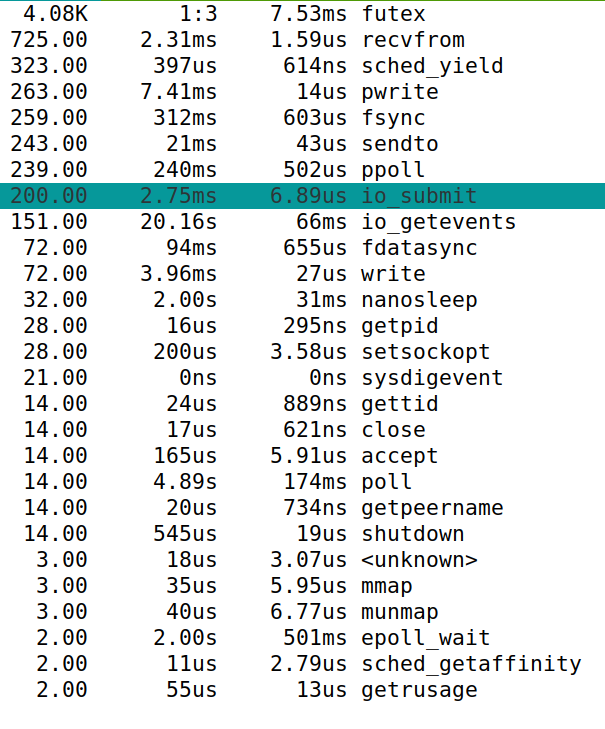 4.08K 1:3 7.53ms futex
725.00 2.31ms 1.59us recvfrom
323.00 397us 614ns sched_yield
263.00 7.41ms 14us pwrite
259.00 312ms 603us fsync
243.00 21ms 43us sendto
239.00 240ms 502us ppoll
200.00 2.75ms 6.89us io_submit
151.00 20.16s 66ms io_getevents
72.00 94ms 655us fdatasync
72.00 3.96ms 27us write
32.00 2.00s 31ms nanosleep
28.00 16us 295ns getpid
28.00 200us 3.58us setsockopt
21.00 0ns 0ns sysdigevent
14.00 24us 889ns gettid
14.00 17us 621ns close
14.00 165us 5.91us accept
14.00 4.89s 174ms poll
14.00 20us 734ns getpeername
14.00 545us 19us shutdown
3.00 18us 3.07us <unknown>
3.00 35us 5.95us mmap
3.00 40us 6.77us munmap
2.00 2.00s 501ms epoll_wait
2.00 11us 2.79us sched_getaffinity
2.00 55us 13us getrusage